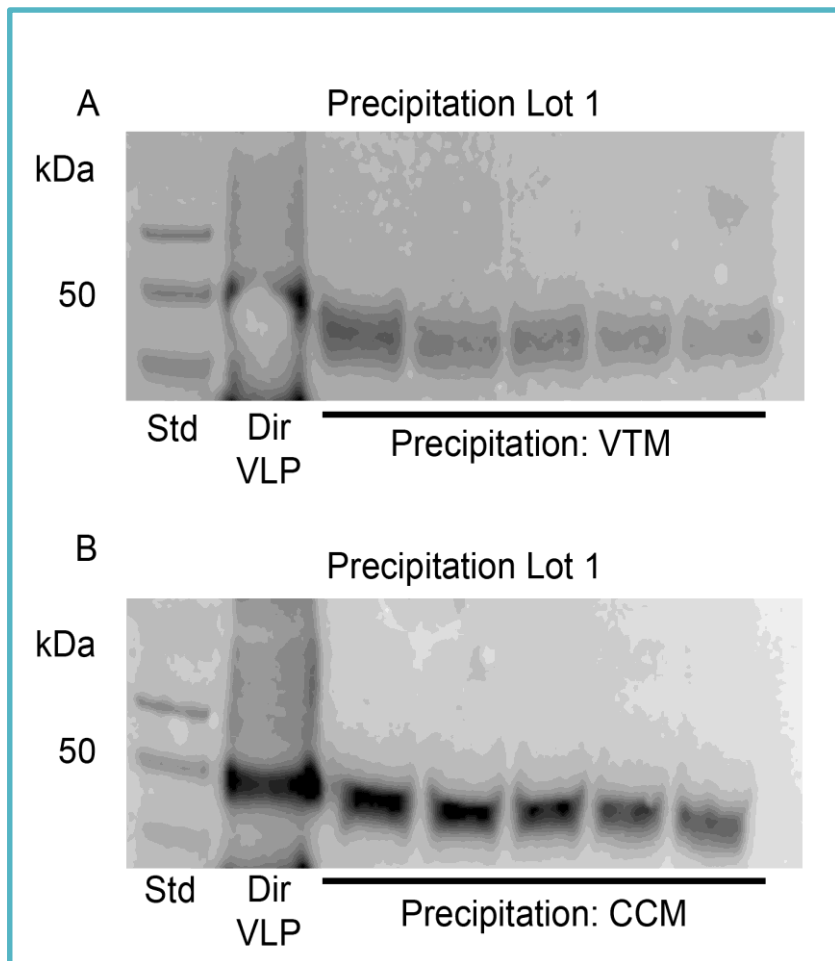 A
Precipitation Lot 1
kDa
50
Std
Dir
VLP
Precipitation: VTM
B
Precipitation Lot 1
kDa
50
Std
Dir
VLP
Precipitation: CCM